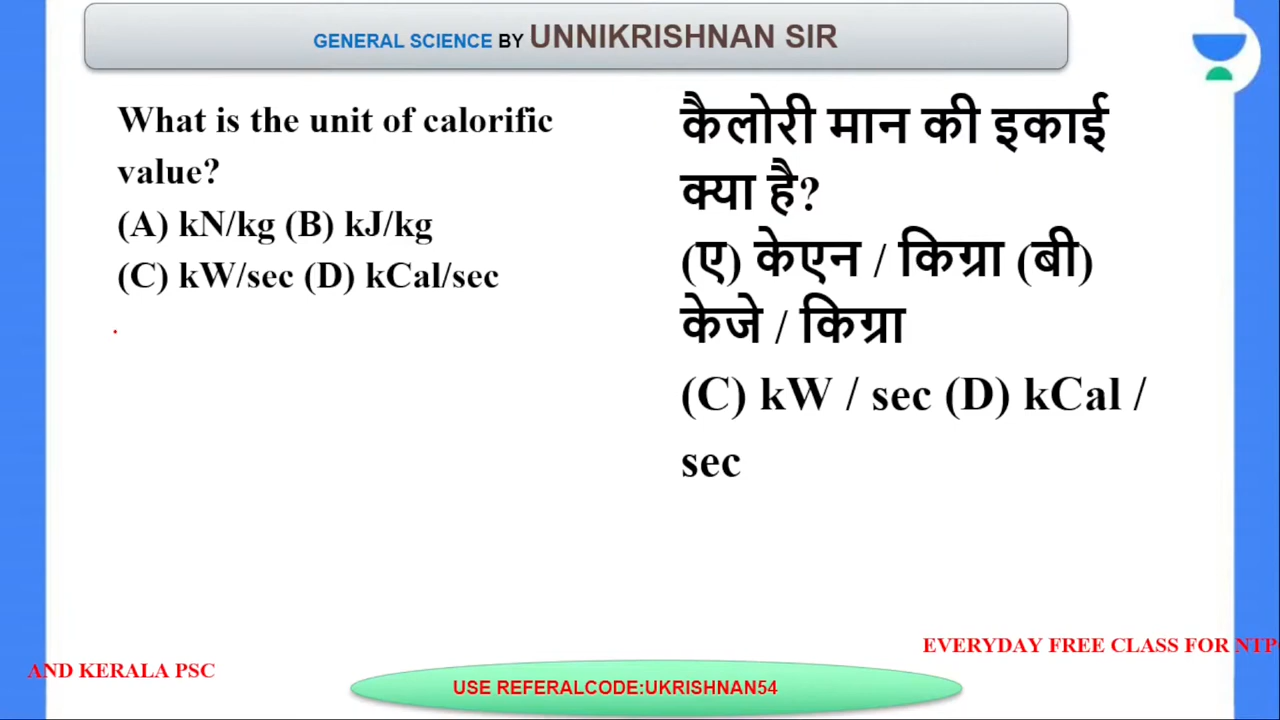 GENERAL SCIENCE BY UNNIKRISHNAN SIR
What is the unit of calorific
value?
(A) kN/kg (B) kJ/kg
(C) kW/sec (D) kCal/sec
कैलोरी मान की इकाई
क्या है?
(ए) केएन / किग्रा (बी)
केजे / किग्रा
(C) kW / sec (D) kCal /
sec
EVERYDAY FREE CLASS FOR NTP
AND KERALA PSC
USE REFERALCODE:UKRISHNAN54